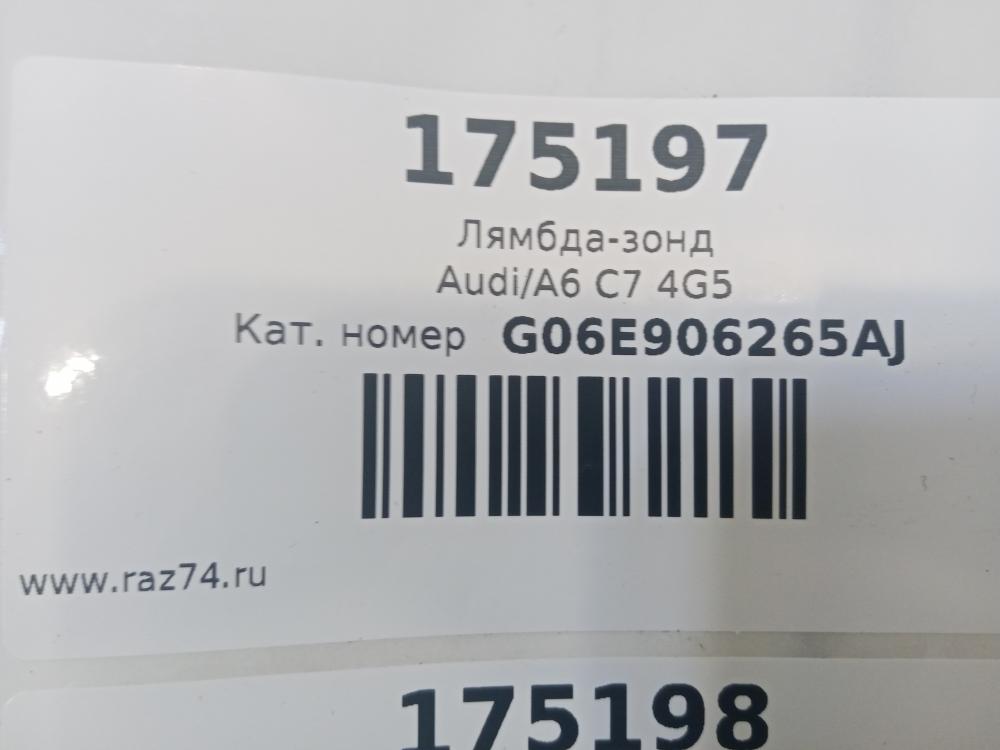 175197
Лямбда-зонд
Audi/A6 C7 4G5
Кат. номер G06E906265AJ
www.raz74.ru
175198